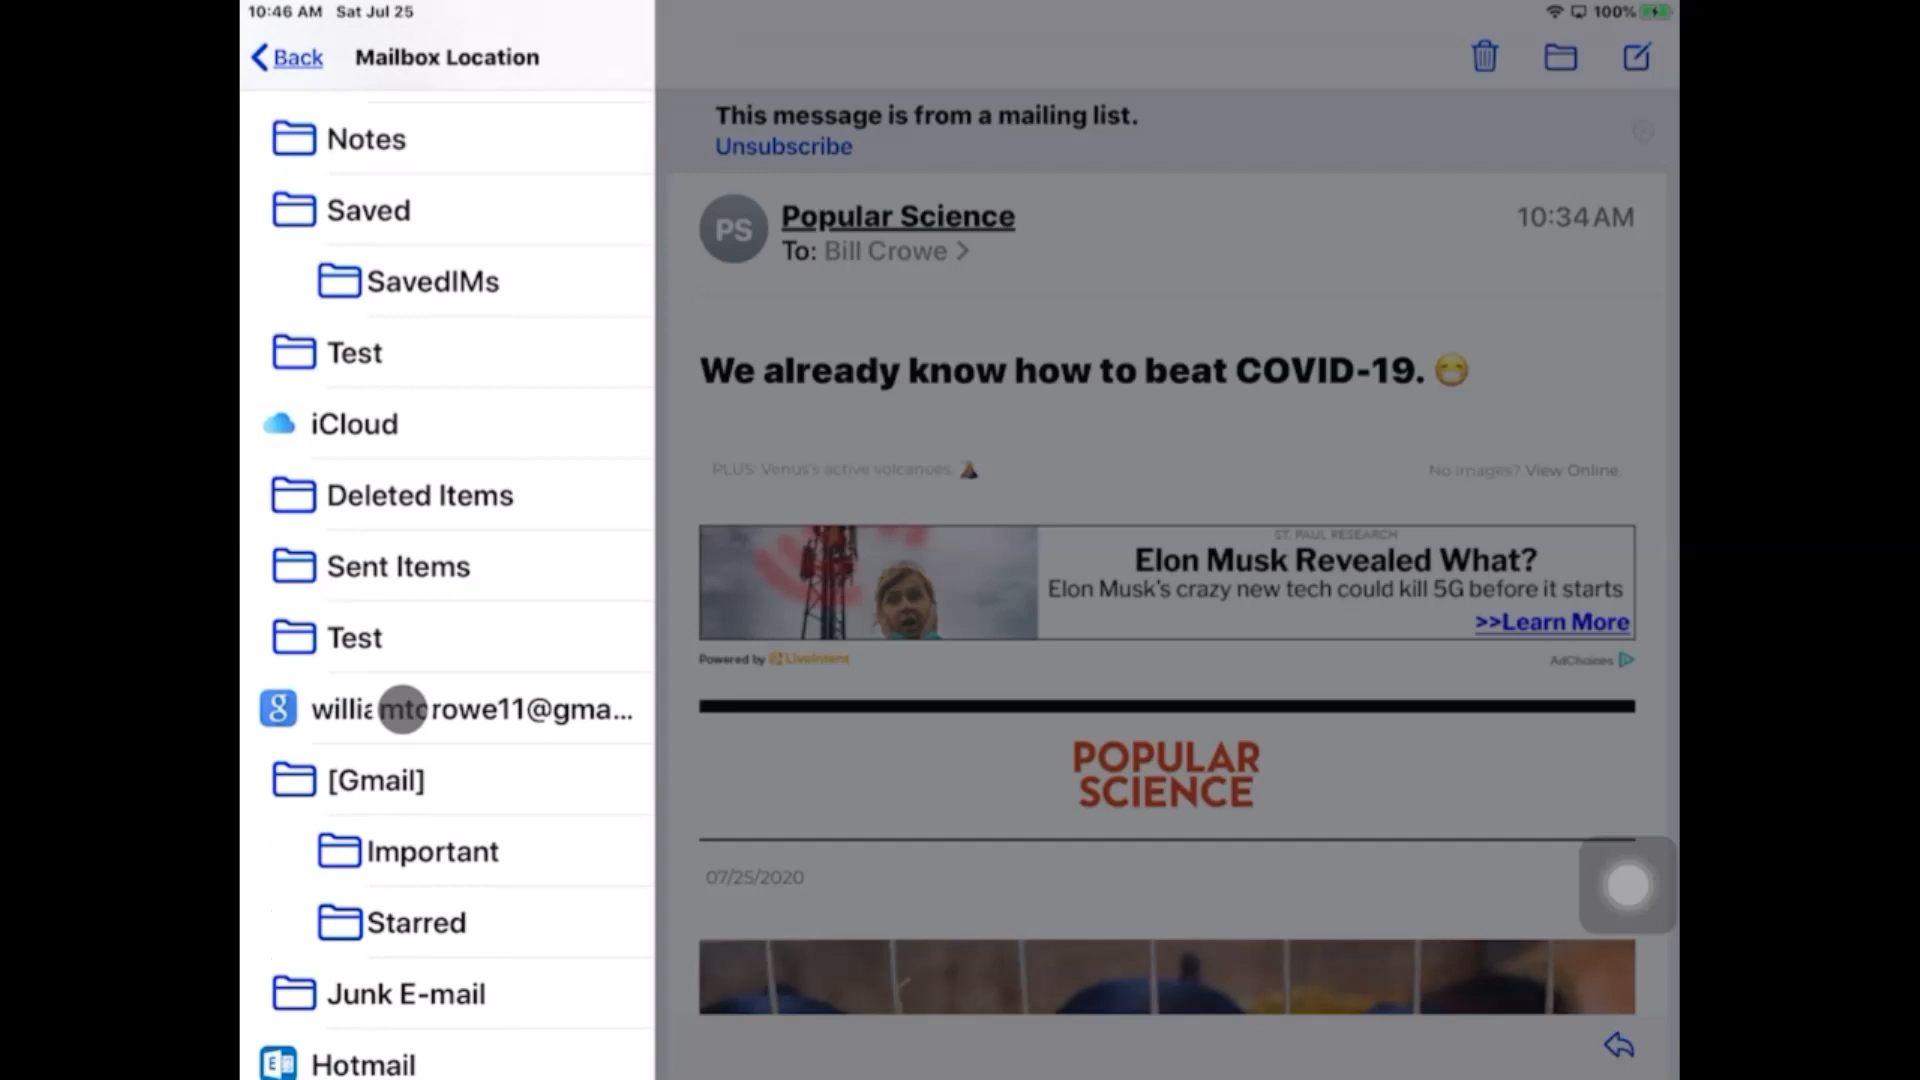 10:46 AM Sat Jul 25
100%
Back
Mailbox Location
Notes
Saved
SavedIMs
Test
iCloud
Deleted Items
Sent Items
Test
williamtcrowe11@gma...
[Gmail]
Important
Starred
Junk E-mail
Hotmail
This message is from a mailing list.
Unsubscribe
PS
Popular Science
10:34 AM
To: Bill Crowe >
We already know how to beat COVID-19. 😷
PLUS: Venus's active volcanoes. 🌋
No images? View Online.
ST. PAUL RESEARCH
Elon Musk Revealed What?
Elon Musk's crazy new tech could kill 5G before it starts
>>Learn More
Powered by LiveIntent
AdChoices
POPULAR
SCIENCE
07/25/2020